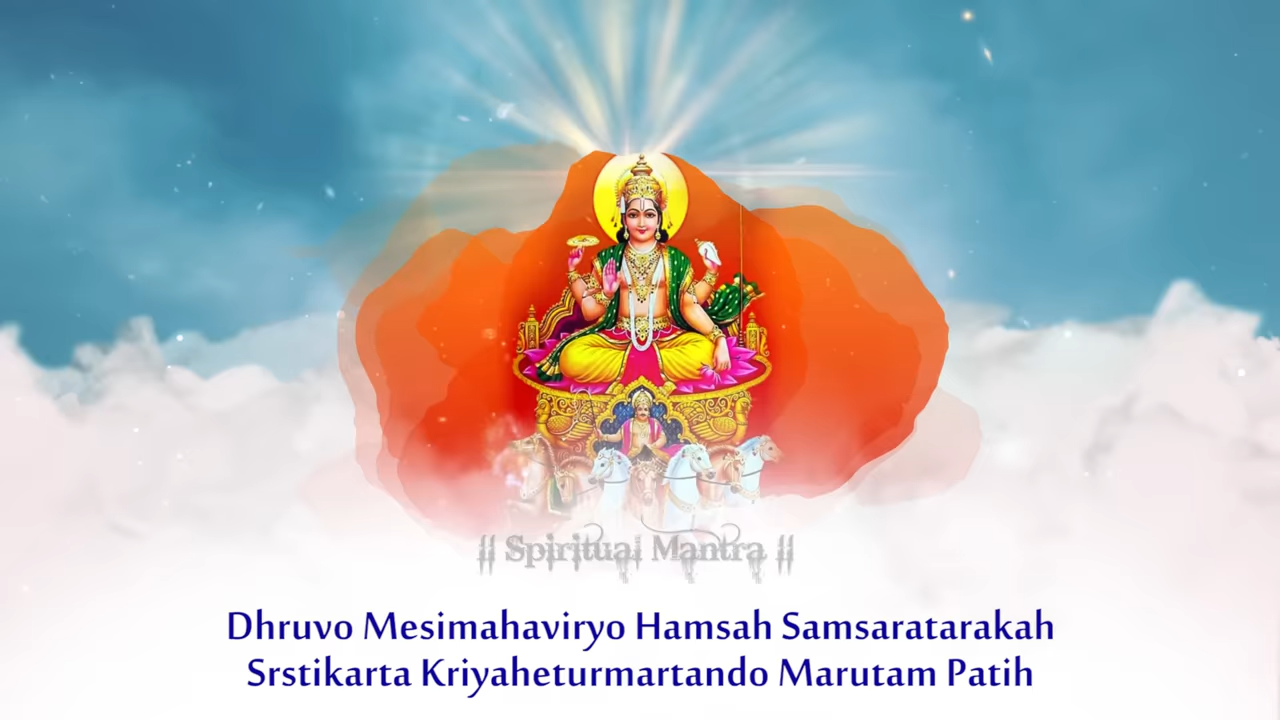 || Spiritual Mantra ||
Dhruvo Mesimahaviryo Hamsah Samsaratarakah
Srstikarta Kriyaheturmartando Marutam Patih